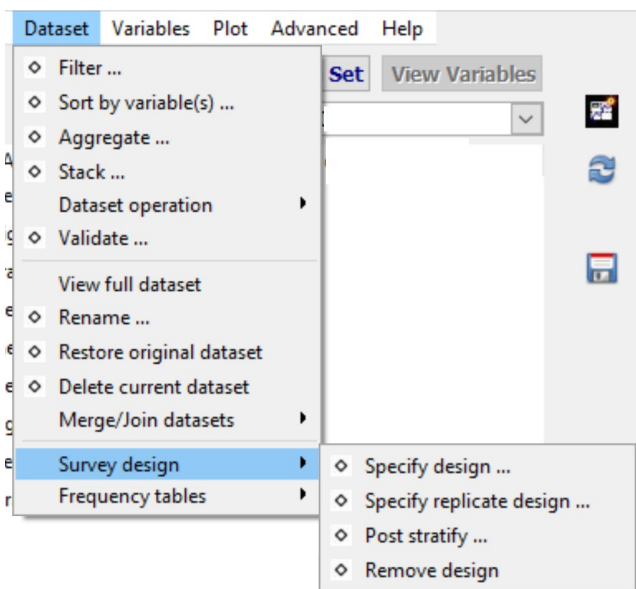 Dataset Variables Plot Advanced Help
Filter ...
Set View Variables
Sort by variable(s) ...
Aggregate ...
Stack ...
Dataset operation
Validate ...
View full dataset
Rename ...
Restore original dataset
Delete current dataset
Merge/Join datasets
Survey design
Frequency tables
Specify design ...
Specify replicate design ...
Post stratify ...
Remove design